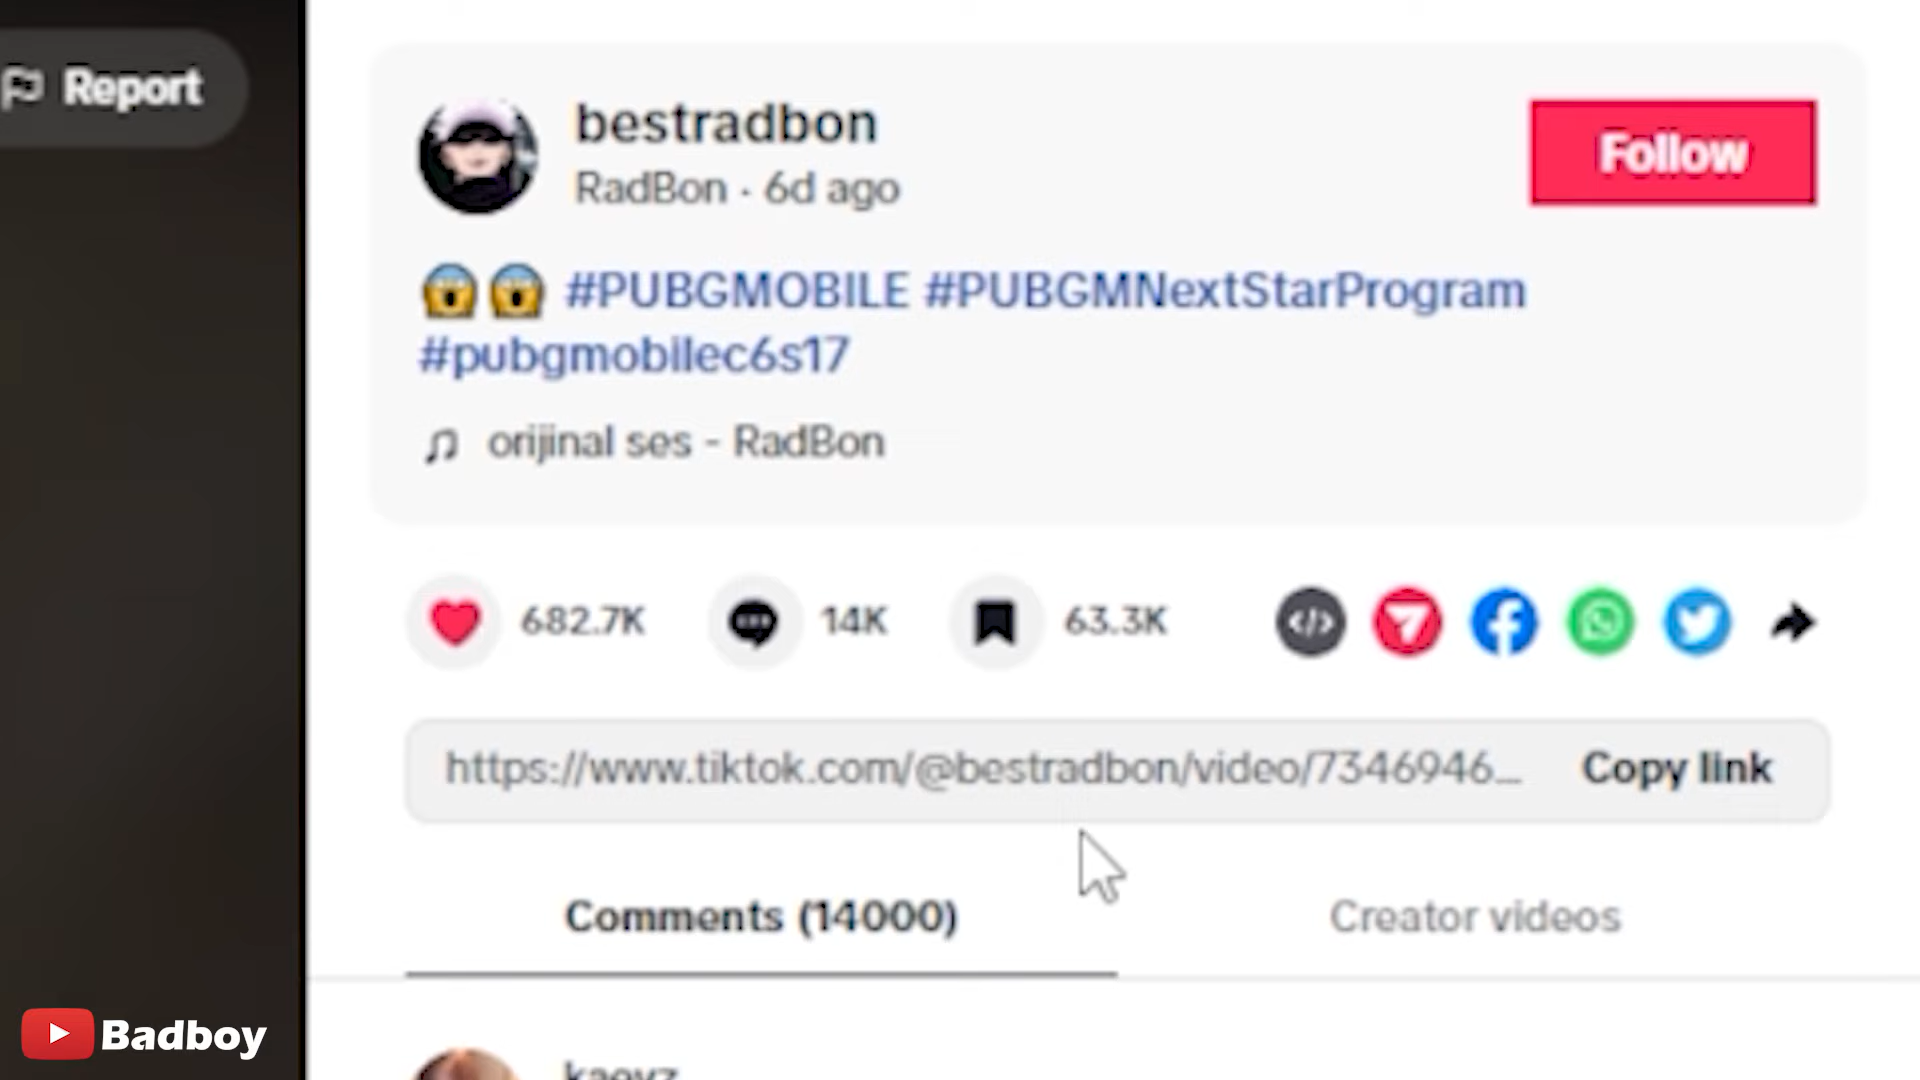 Report
bestradbon
RadBon · 6d ago
Follow
😱😱 #PUBGMOBILE #PUBGMNextStarProgram
#pubgmobilec6s17
orijinal ses - RadBon
682.7K
14K
63.3K
https://www.tiktok.com/@bestradbon/video/7346946...
Copy link
Comments (14000)
Creator videos
Badboy